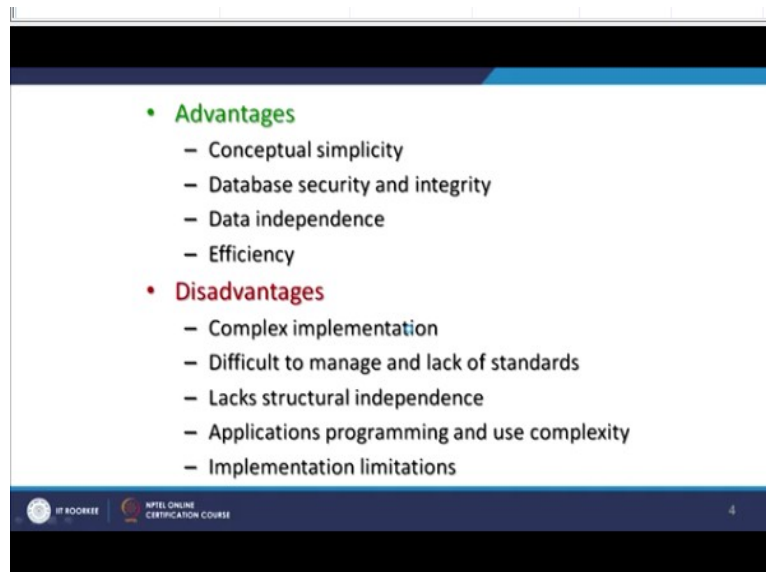 • Advantages
– Conceptual simplicity
– Database security and integrity
– Data independence
– Efficiency
• Disadvantages
– Complex implementation
– Difficult to manage and lack of standards
– Lacks structural independence
– Applications programming and use complexity
– Implementation limitations
IIT ROORKEE
NPTEL ONLINE
CERTIFICATION COURSE
4